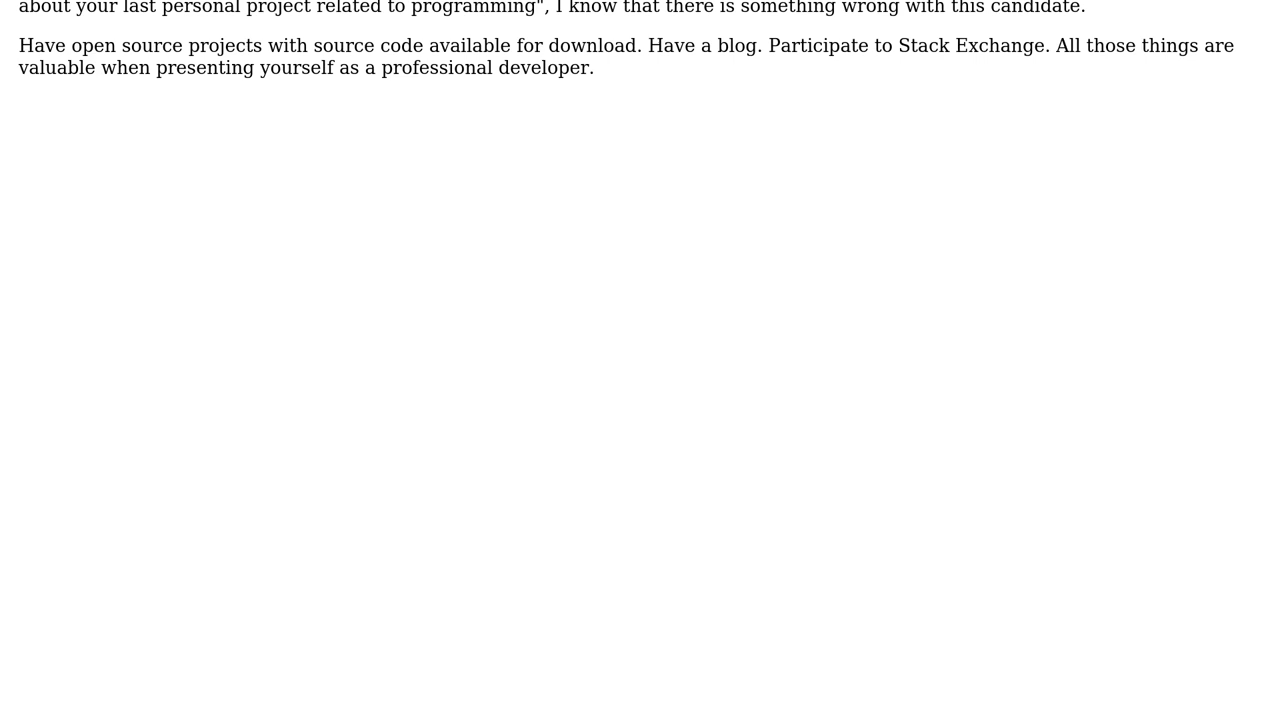 about your last personal project related to programming", I know that there is something wrong with this candidate.
Have open source projects with source code available for download. Have a blog. Participate to Stack Exchange. All those things are
valuable when presenting yourself as a professional developer.